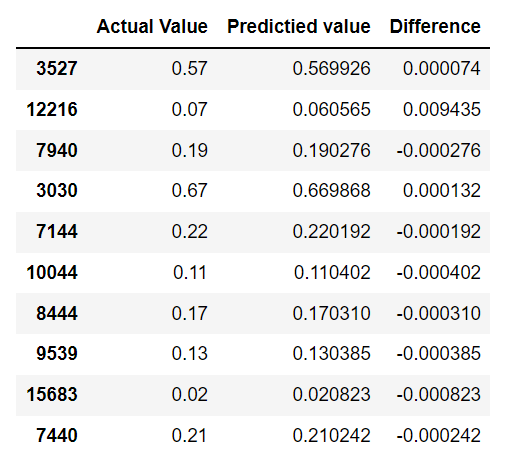 Actual Value Predictied value Difference
3527 0.57 0.569926 0.000074
12216 0.07 0.060565 0.009435
7940 0.19 0.190276 -0.000276
3030 0.67 0.669868 0.000132
7144 0.22 0.220192 -0.000192
10044 0.11 0.110402 -0.000402
8444 0.17 0.170310 -0.000310
9539 0.13 0.130385 -0.000385
15683 0.02 0.020823 -0.000823
7440 0.21 0.210242 -0.000242